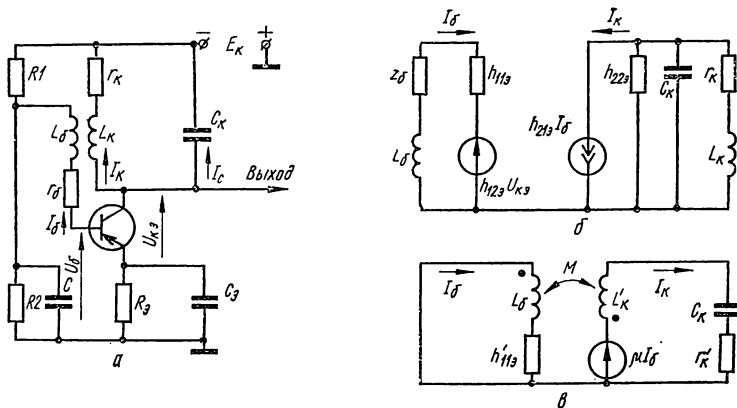 − +
Eк
R1
rк
Lб
Lк
Cк
Iк
Iс
Выход
rб
Iб
Uб
Uкэ
C
R2
Rэ
Cэ
а
Iб
Iк
zб
h11э
h22э
Cк
rк
Lб
h12эUкэ
h21эIб
Lк
б
Iб
M
Iк
Lб
L'к
Cк
h'11э
μIб
r'к
в